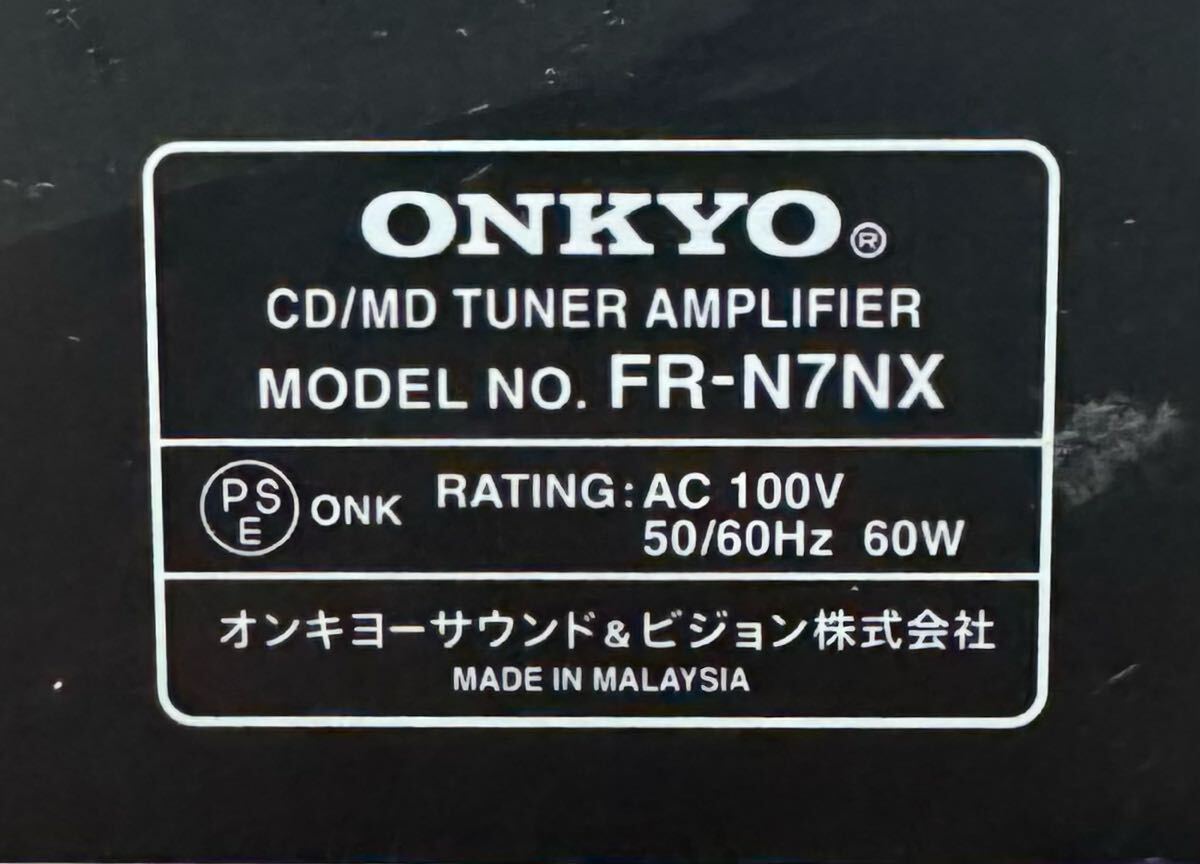 ONKYO®
CD/MD TUNER AMPLIFIER
MODEL NO. FR-N7NX
PSE ONK RATING: AC 100V
50/60Hz 60W
オンキヨーサウンド&ビジョン株式会社
MADE IN MALAYSIA